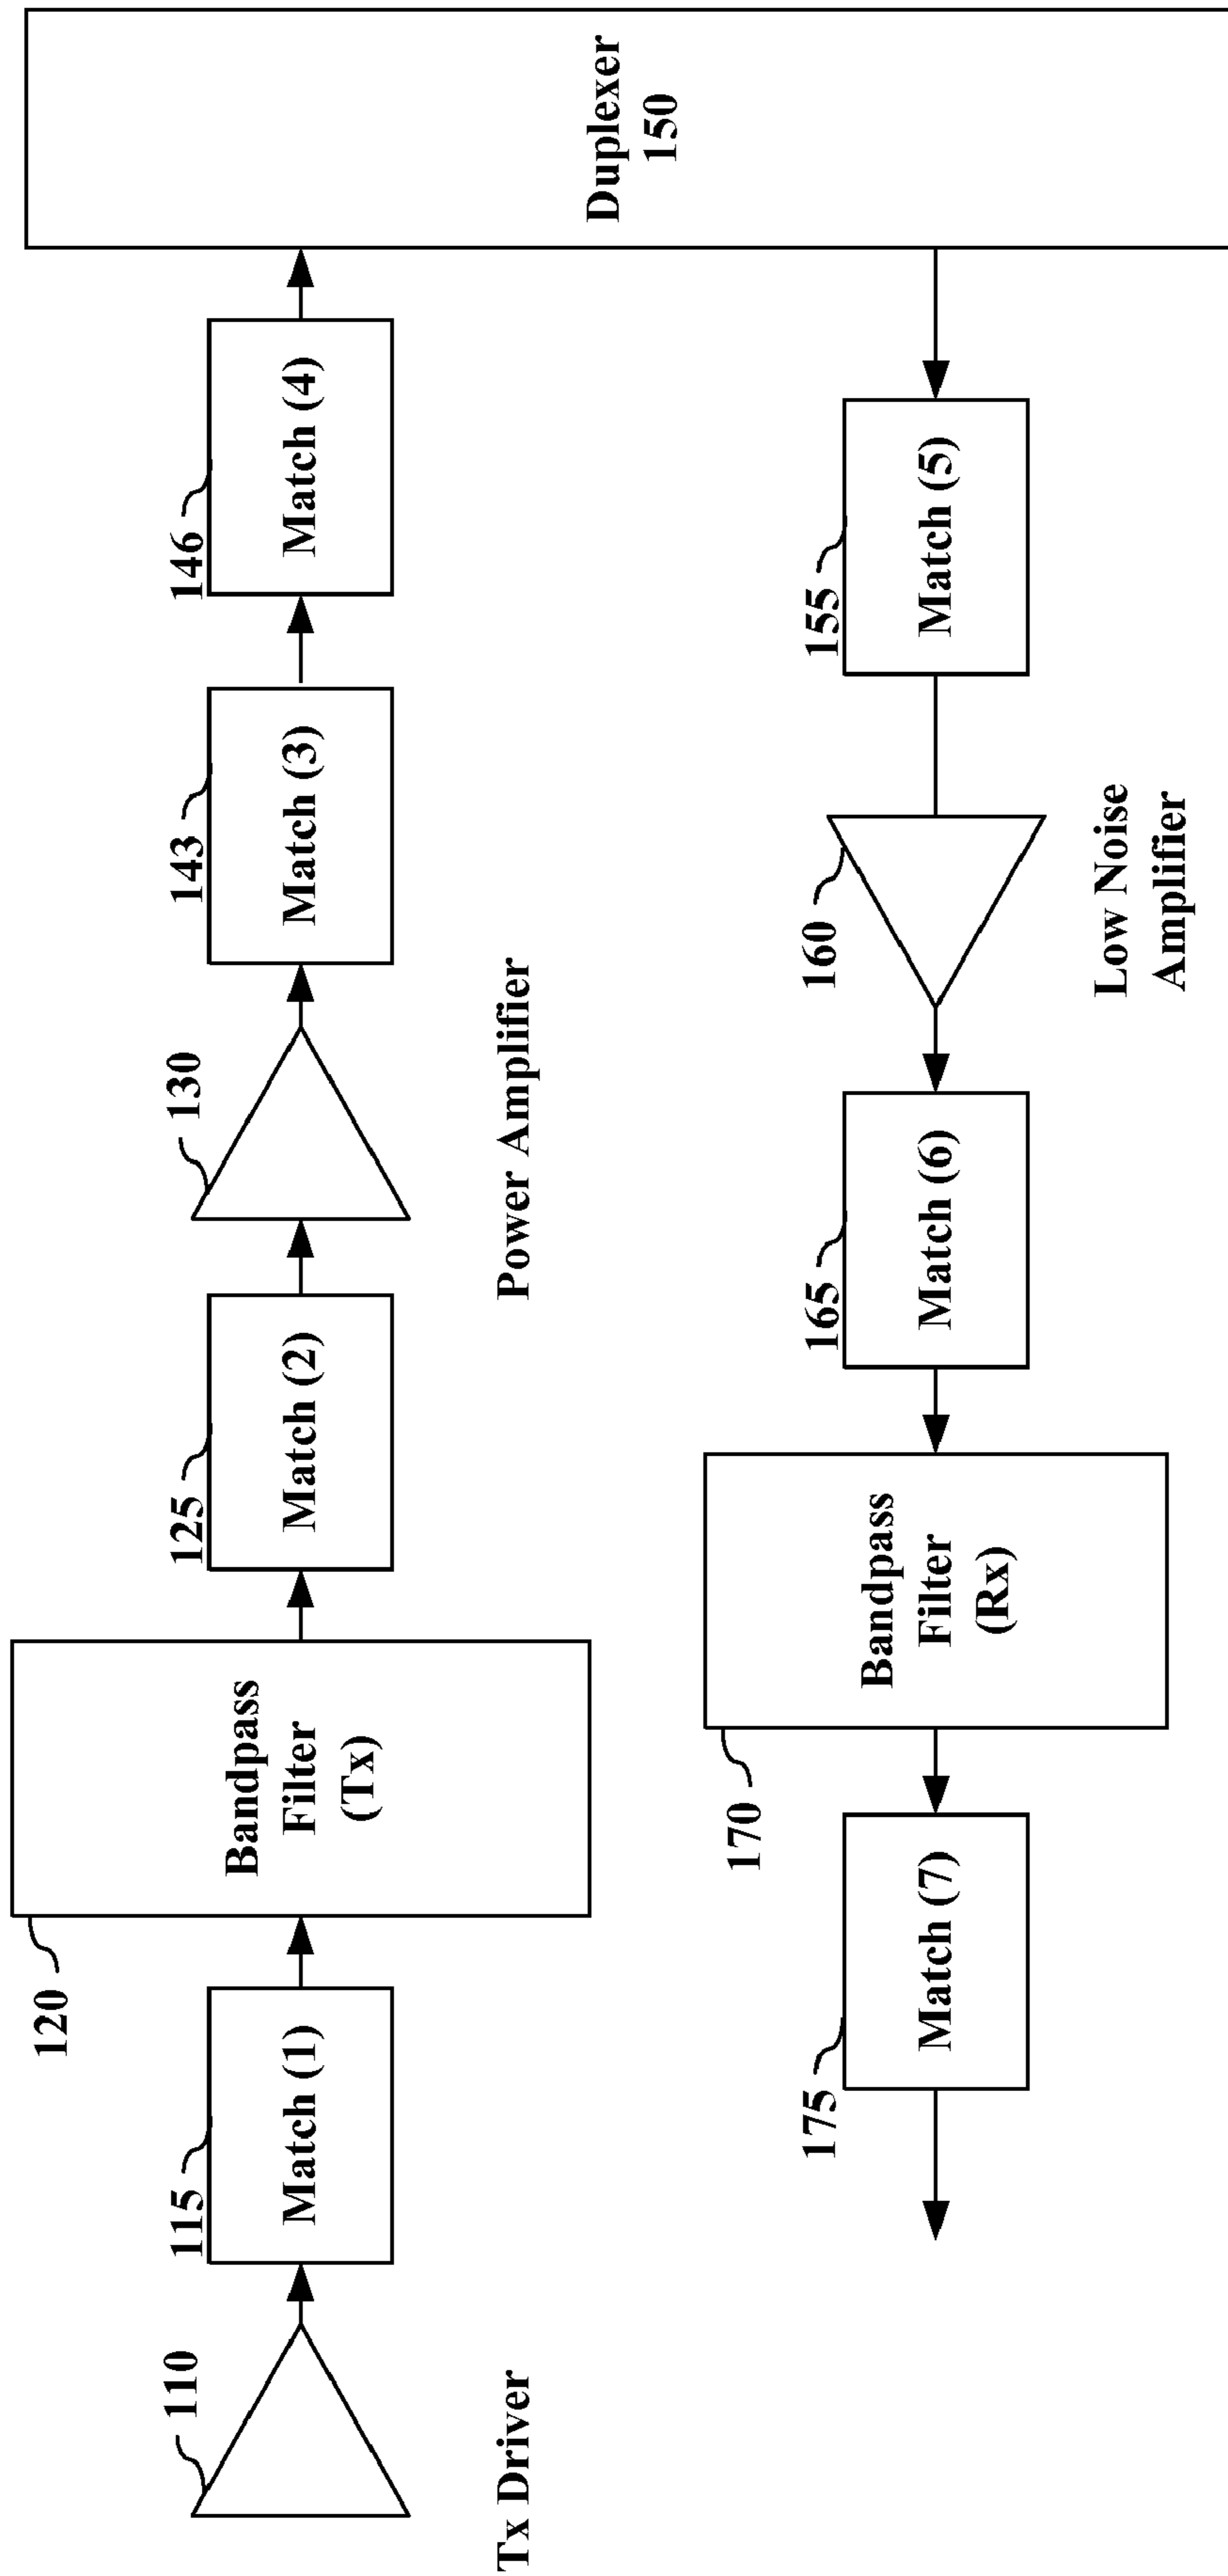 110
Tx Driver
115
Match (1)
120
Bandpass
Filter
(Tx)
125
Match (2)
130
Power Amplifier
143
Match (3)
146
Match (4)
Duplexer
150
155
Match (5)
160
Low Noise
Amplifier
165
Match (6)
170
Bandpass
Filter
(Rx)
175
Match (7)